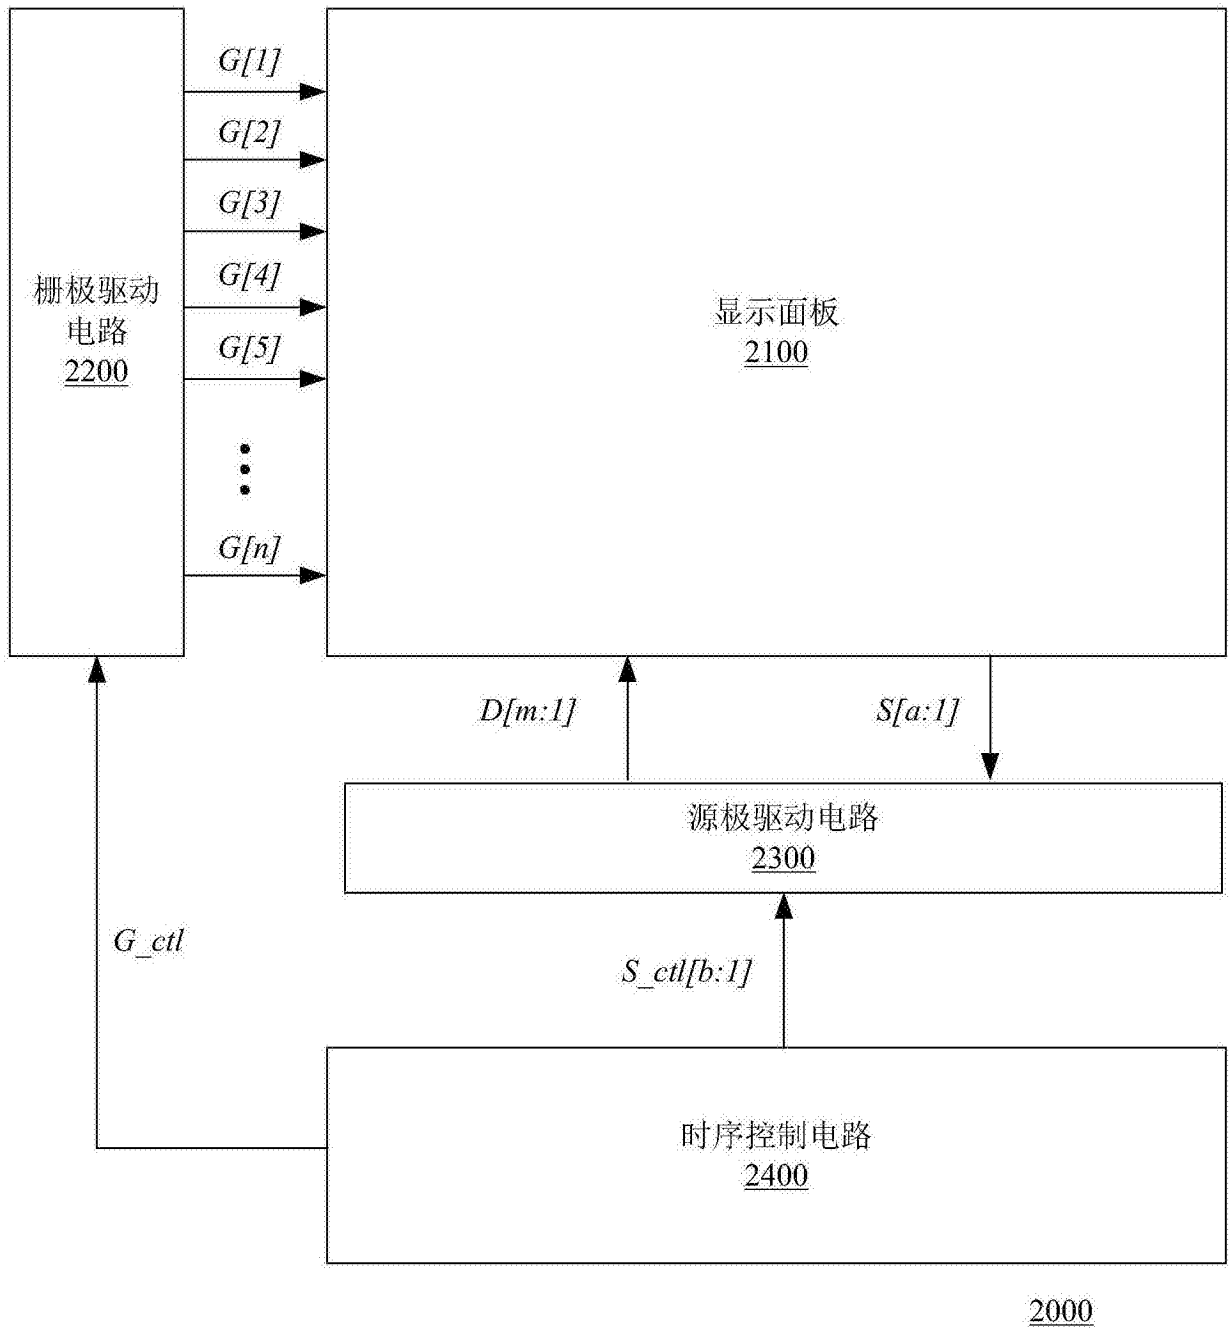 G[1]
G[2]
G[3]
G[4]
G[5]
G[n]
栅极驱动
电路
2200
显示面板
2100
D[m:1]
S[a:1]
源极驱动电路
2300
G_ctl
S_ctl[b:1]
时序控制电路
2400
2000